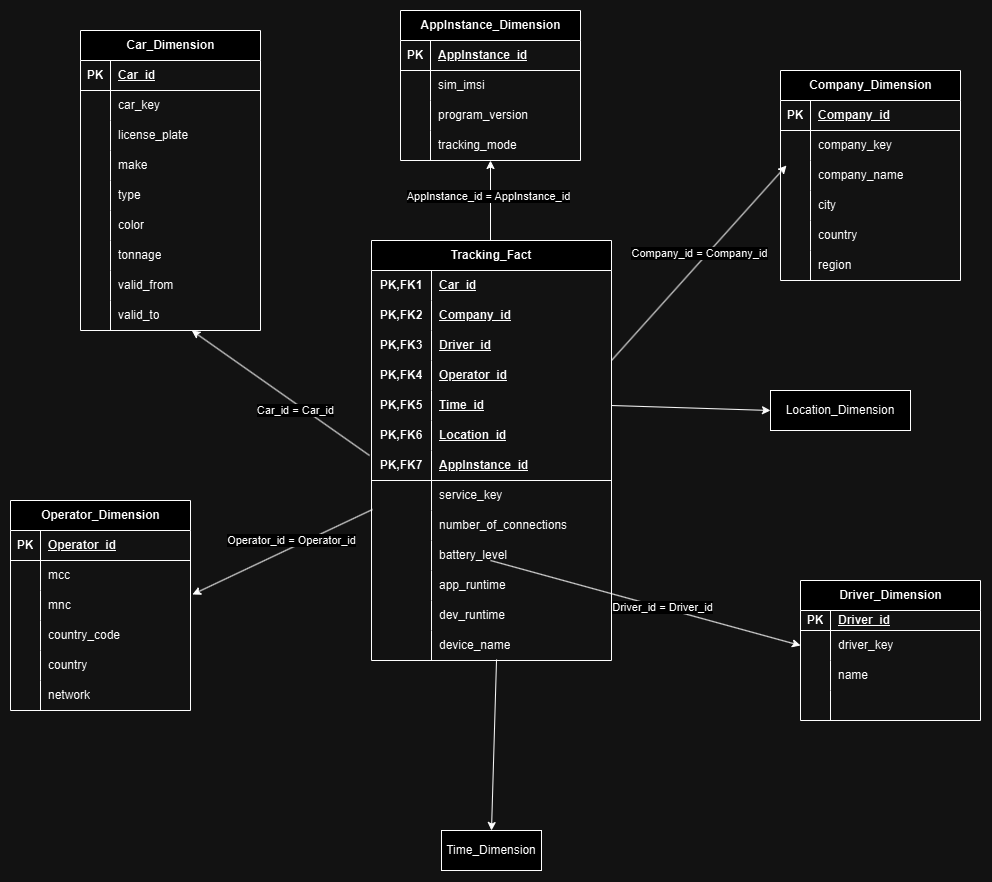 AppInstance_Dimension
PK AppInstance_id
sim_imsi
program_version
tracking_mode
Car_Dimension
PK Car_id
car_key
license_plate
make
type
color
tonnage
valid_from
valid_to
Company_Dimension
PK Company_id
company_key
company_name
city
country
region
AppInstance_id = AppInstance_id
Company_id = Company_id
Tracking_Fact
PK,FK1 Car_id
PK,FK2 Company_id
PK,FK3 Driver_id
PK,FK4 Operator_id
PK,FK5 Time_id
PK,FK6 Location_id
PK,FK7 AppInstance_id
service_key
number_of_connections
battery_level
app_runtime
dev_runtime
device_name
Car_id = Car_id
Location_Dimension
Operator_Dimension
PK Operator_id
mcc
mnc
country_code
country
network
Operator_id = Operator_id
Driver_id = Driver_id
Driver_Dimension
PK Driver_id
driver_key
name
Time_Dimension